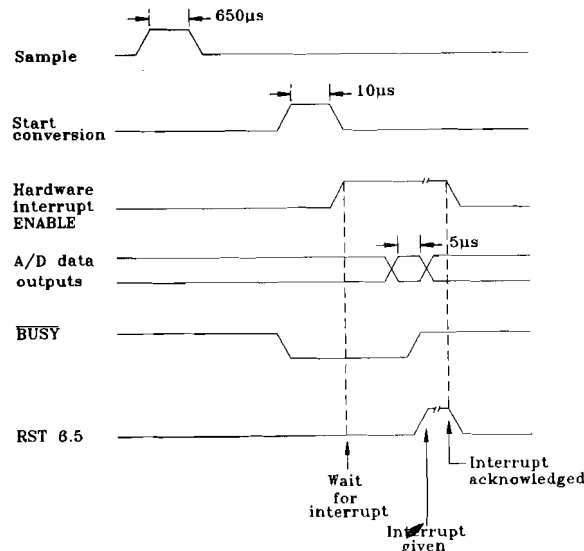 650μs
Sample
10μs
Start
conversion
Hardware
interrupt
ENABLE
A/D data
outputs
5μs
BUSY
RST 6.5
Wait
for
interrupt
Interrupt
given
Interrupt
acknowledged